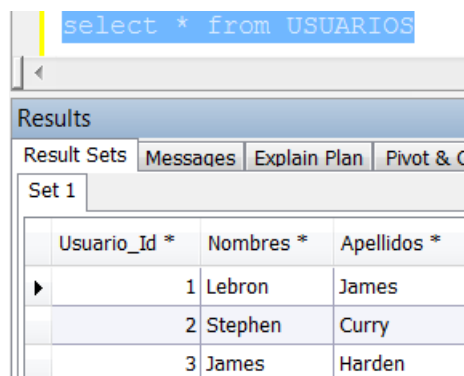 select * from USUARIOS
Results
Result Sets Messages Explain Plan Pivot &
Set 1
Usuario_Id * Nombres * Apellidos *
1 Lebron James
2 Stephen Curry
3 James Harden